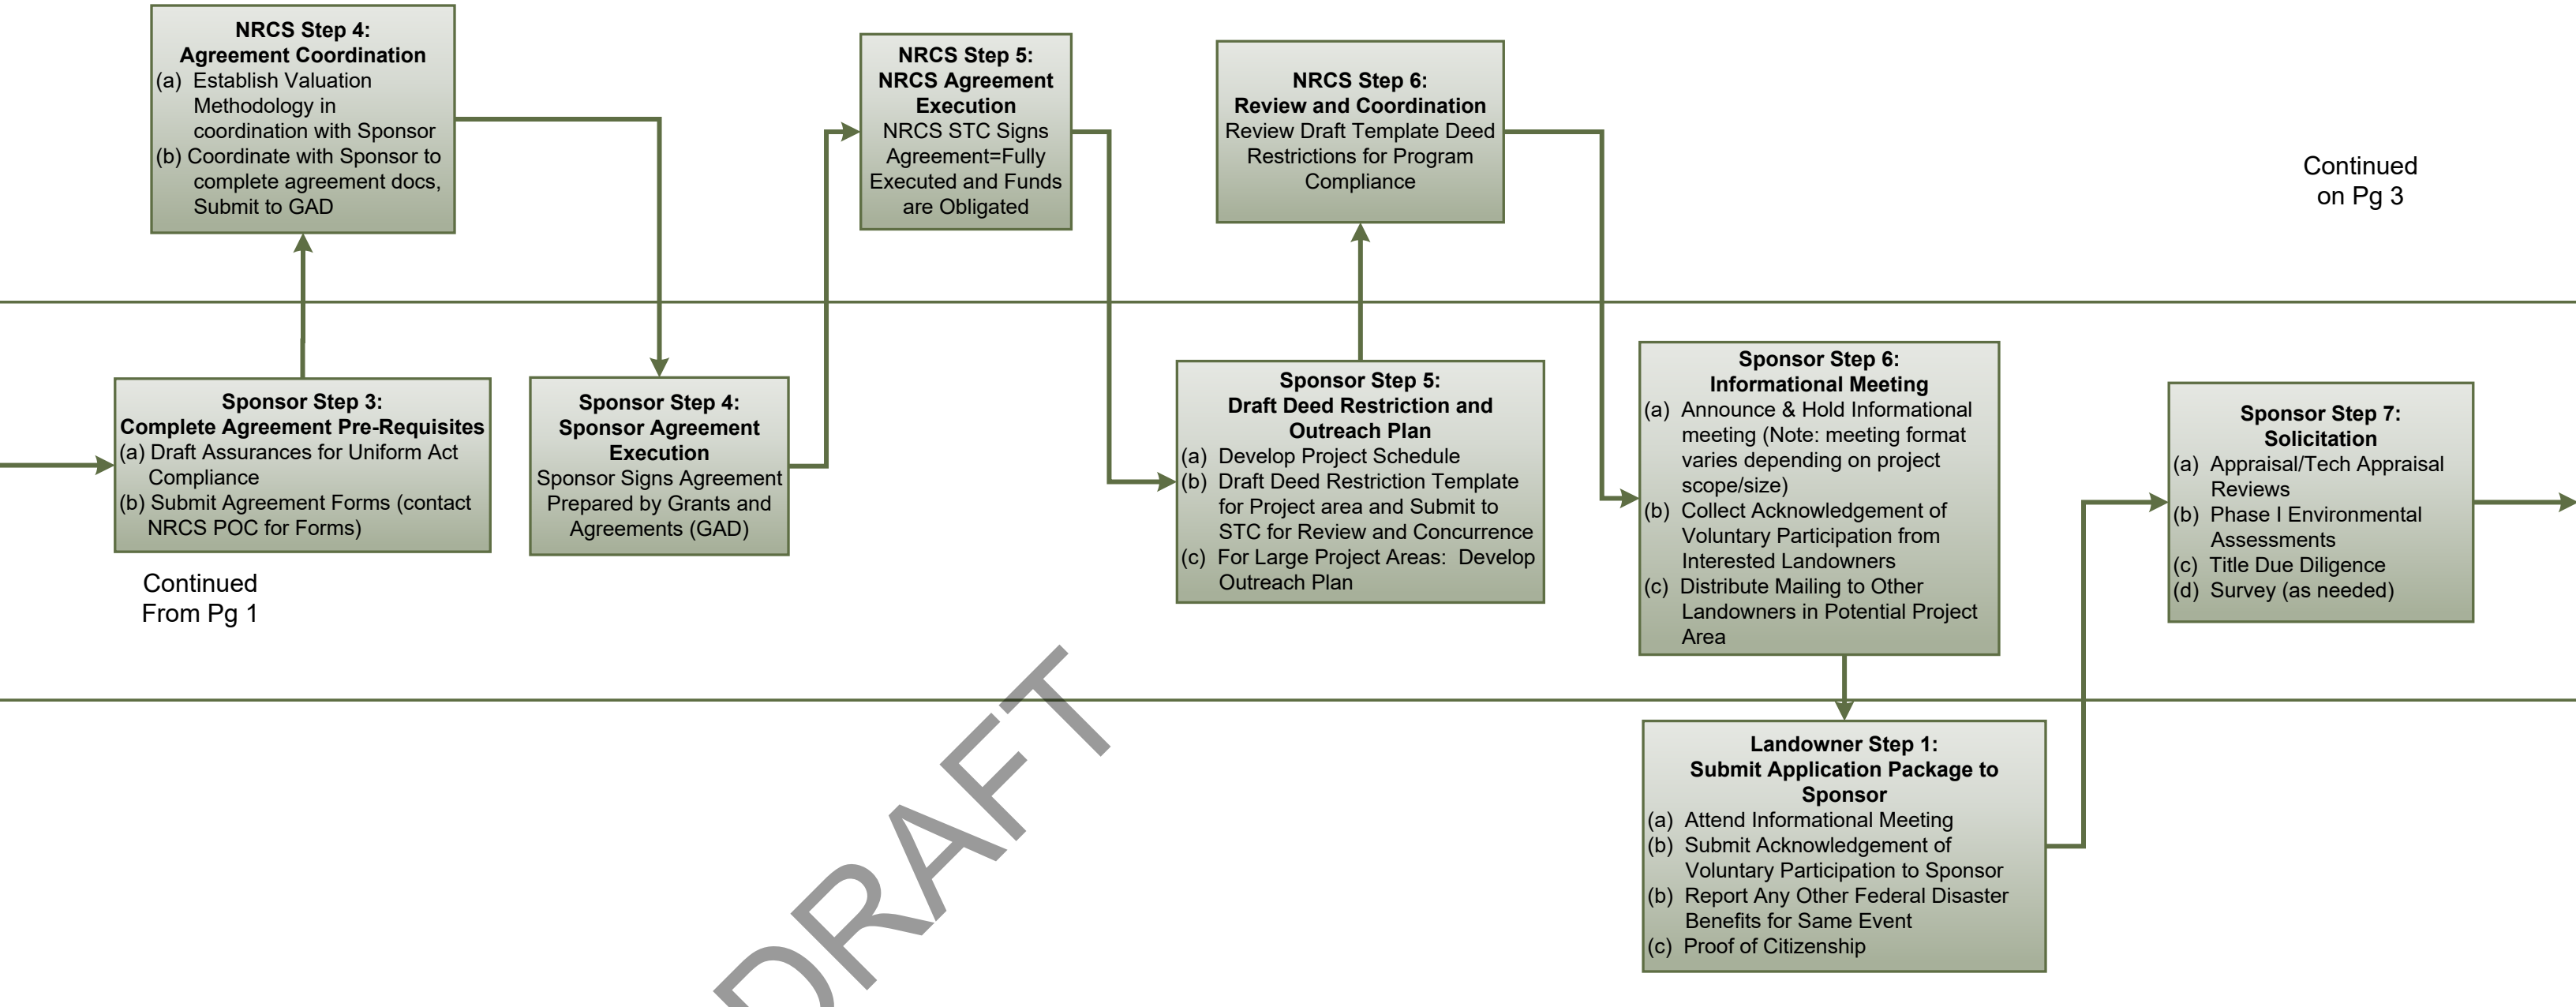 NRCS Step 4:
Agreement Coordination
(a) Establish Valuation
Methodology in
coordination with Sponsor
(b) Coordinate with Sponsor to
complete agreement docs,
Submit to GAD
NRCS Step 5:
NRCS Agreement
Execution
NRCS STC Signs
Agreement=Fully
Executed and Funds
are Obligated
NRCS Step 6:
Review and Coordination
Review Draft Template Deed
Restrictions for Program
Compliance
Continued
on Pg 3
Sponsor Step 3:
Complete Agreement Pre-Requisites
(a) Draft Assurances for Uniform Act
Compliance
(b) Submit Agreement Forms (contact
NRCS POC for Forms)
Continued
From Pg 1
Sponsor Step 4:
Sponsor Agreement
Execution
Sponsor Signs Agreement
Prepared by Grants and
Agreements (GAD)
Sponsor Step 5:
Draft Deed Restriction and
Outreach Plan
(a) Develop Project Schedule
(b) Draft Deed Restriction Template
for Project area and Submit to
STC for Review and Concurrence
(c) For Large Project Areas: Develop
Outreach Plan
Sponsor Step 6:
Informational Meeting
(a) Announce & Hold Informational
meeting (Note: meeting format
varies depending on project
scope/size)
(b) Collect Acknowledgement of
Voluntary Participation from
Interested Landowners
(c) Distribute Mailing to Other
Landowners in Potential Project
Area
Sponsor Step 7:
Solicitation
(a) Appraisal/Tech Appraisal
Reviews
(b) Phase I Environmental
Assessments
(c) Title Due Diligence
(d) Survey (as needed)
Landowner Step 1:
Submit Application Package to
Sponsor
(a) Attend Informational Meeting
(b) Submit Acknowledgement of
Voluntary Participation to Sponsor
(b) Report Any Other Federal Disaster
Benefits for Same Event
(c) Proof of Citizenship
DRAFT